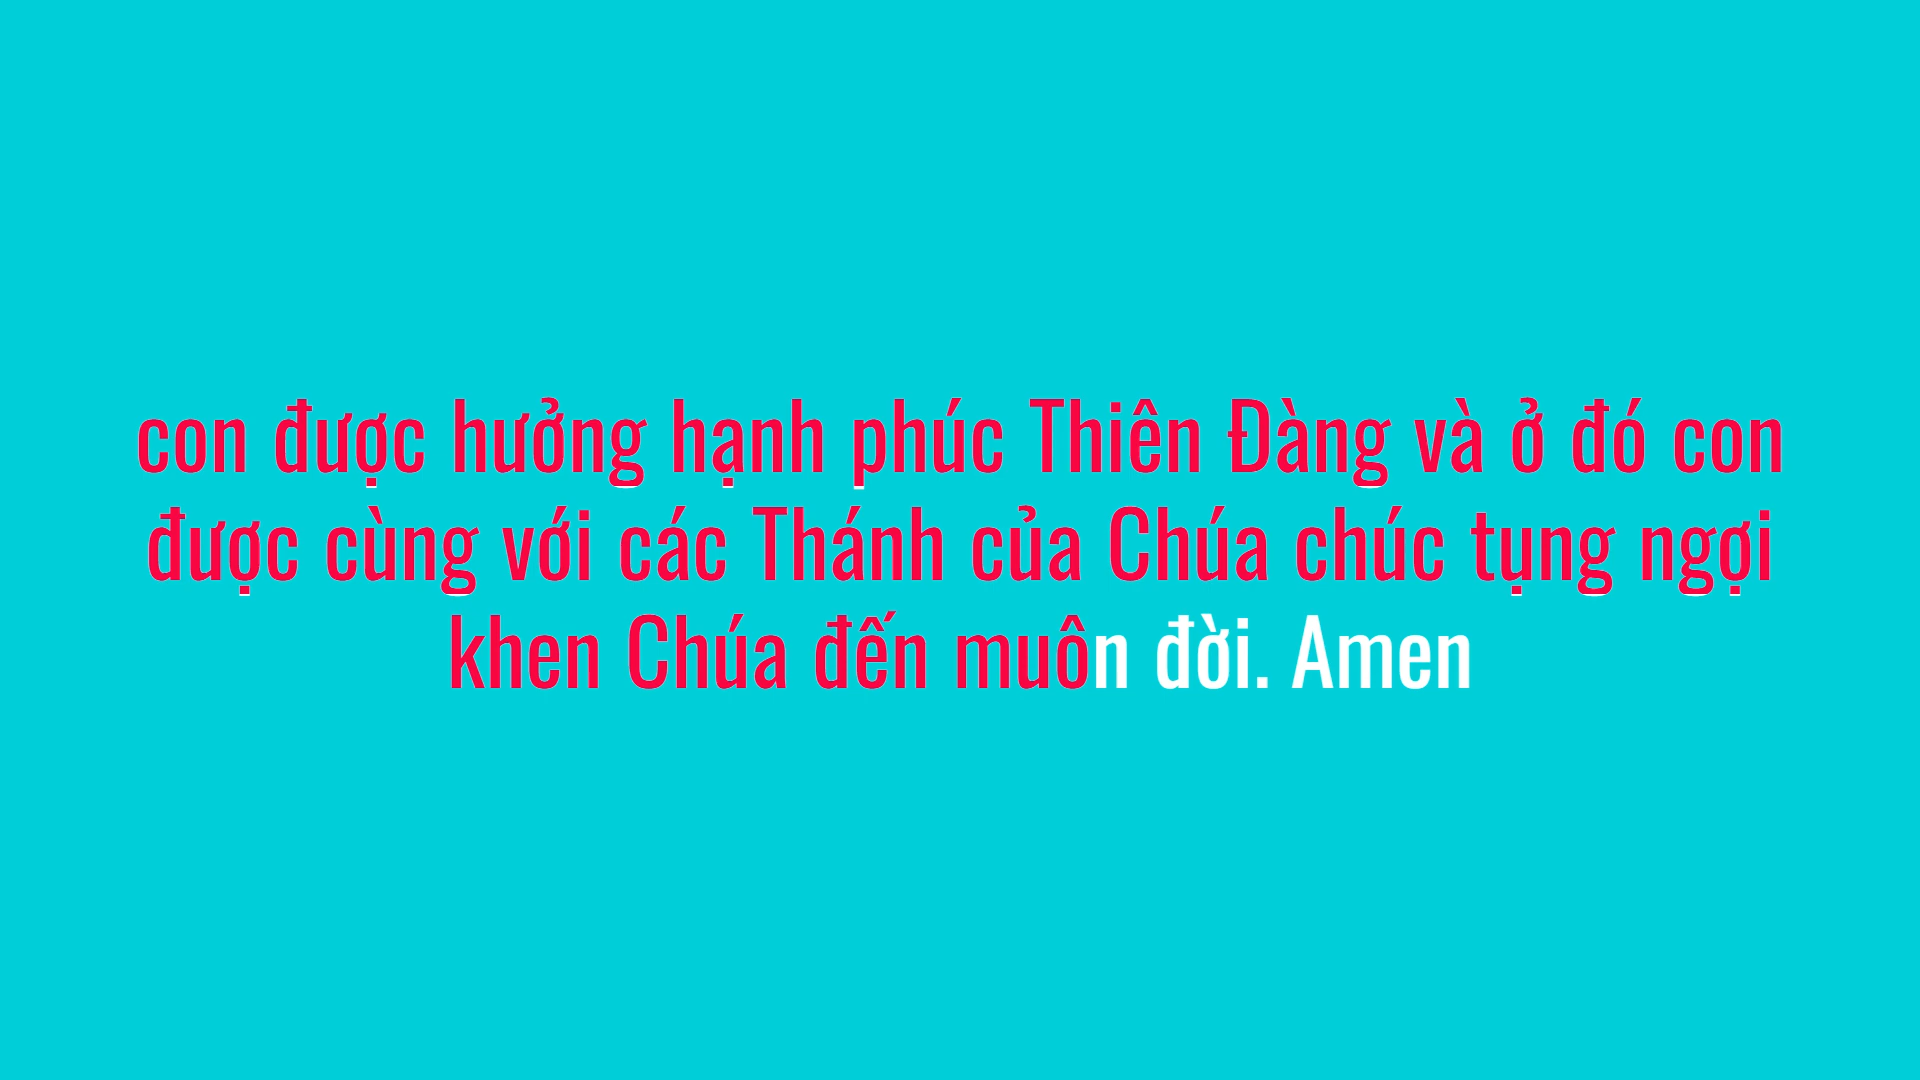 con được hưởng hạnh phúc Thiên Đàng và ở đó con
được cùng với các Thánh của Chúa chúc tụng ngợi
khen Chúa đến muôn đời. Amen